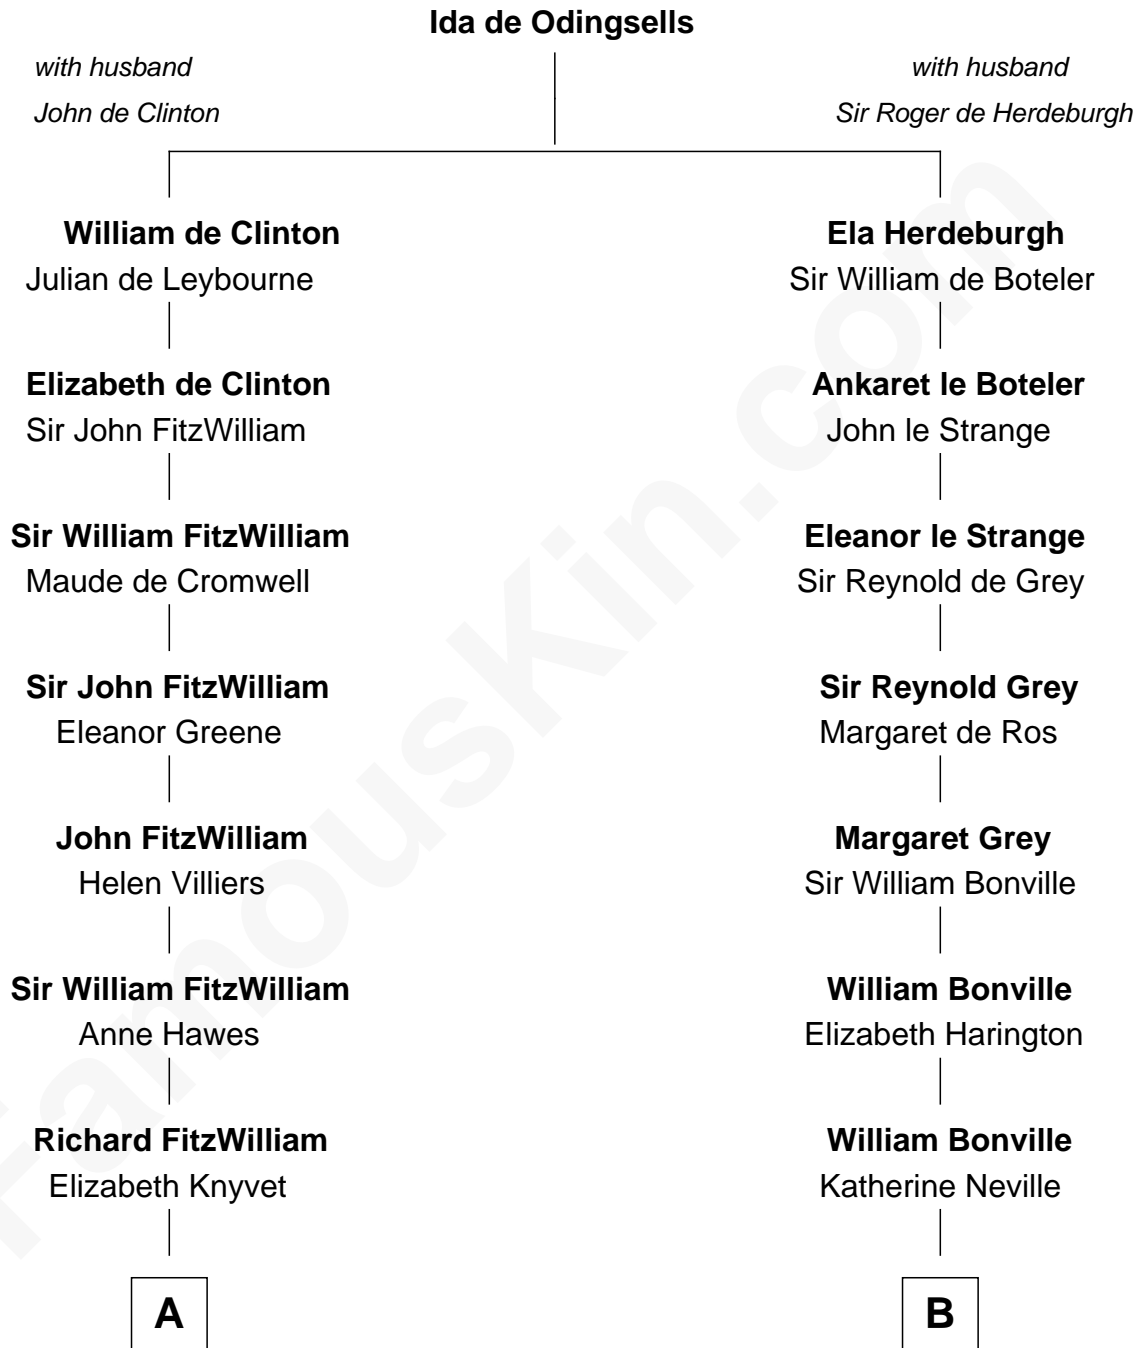 Ida de Odingsells
with husband
John de Clinton
with husband
Sir Roger de Herdeburgh
William de Clinton
Julian de Leybourne
Ela Herdeburgh
Sir William de Boteler
Elizabeth de Clinton
Sir John FitzWilliam
Ankaret le Boteler
John le Strange
Sir William FitzWilliam
Maude de Cromwell
Eleanor le Strange
Sir Reynold de Grey
Sir John FitzWilliam
Eleanor Greene
Sir Reynold Grey
Margaret de Ros
John FitzWilliam
Helen Villiers
Margaret Grey
Sir William Bonville
Sir William FitzWilliam
Anne Hawes
William Bonville
Elizabeth Harington
Richard FitzWilliam
Elizabeth Knyvet
William Bonville
Katherine Neville
A
B
FamousKin.com